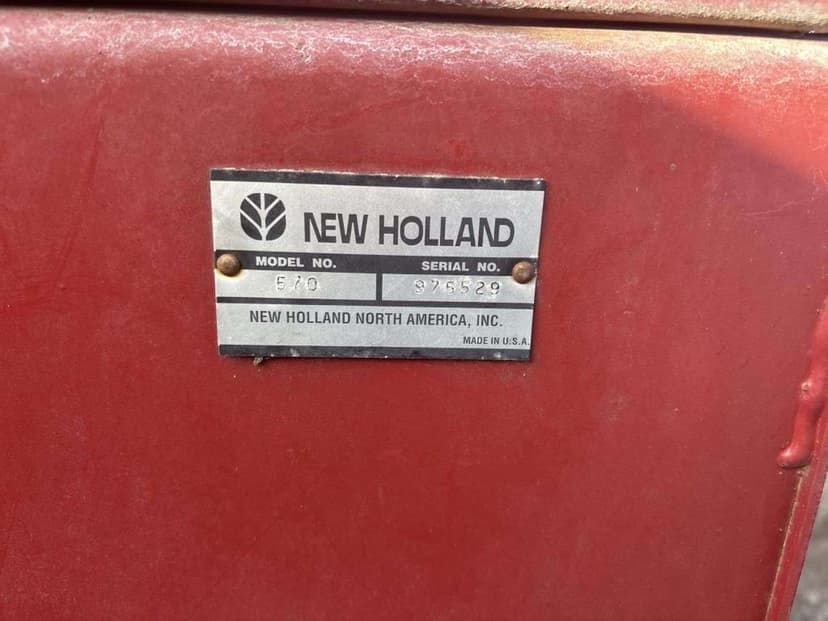 NEW HOLLAND
MODEL NO. SERIAL NO.
570 976529
NEW HOLLAND NORTH AMERICA, INC.
MADE IN U.S.A.